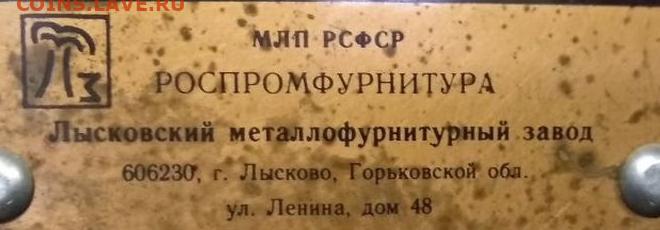 coins.lave.ru
МЛП РСФСР
РОСПРОМФУРНИТУРА
Лысковский металлофурнитурный завод
606230, г. Лысково, Горьковской обл.
ул. Ленина, дом 48